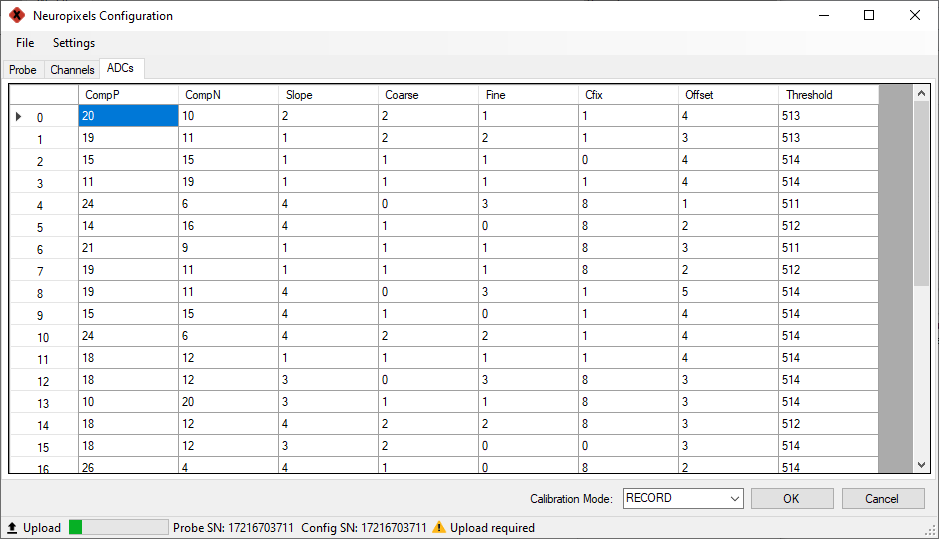 Neuropixels Configuration
File Settings
Probe Channels ADCs
CompP CompN Slope Coarse Fine Cfix Offset Threshold
0 20 10 2 2 1 1 4 513
1 19 11 1 2 2 1 3 513
2 15 15 1 1 1 0 4 514
3 11 19 1 1 1 1 4 514
4 24 6 4 0 3 8 1 511
5 14 16 4 1 0 8 2 512
6 21 9 1 1 1 8 3 511
7 19 11 1 1 1 8 2 512
8 19 11 4 0 3 1 5 514
9 15 15 4 1 0 1 4 514
10 24 6 4 2 2 1 4 514
11 18 12 1 1 1 1 4 514
12 18 12 3 0 3 8 3 514
13 10 20 3 1 1 8 3 514
14 18 12 4 2 2 8 3 512
15 18 12 3 2 0 0 3 514
16 26 4 4 1 0 8 2 514
Calibration Mode: RECORD OK Cancel
Upload Probe SN: 17216703711 Config SN: 17216703711 Upload required